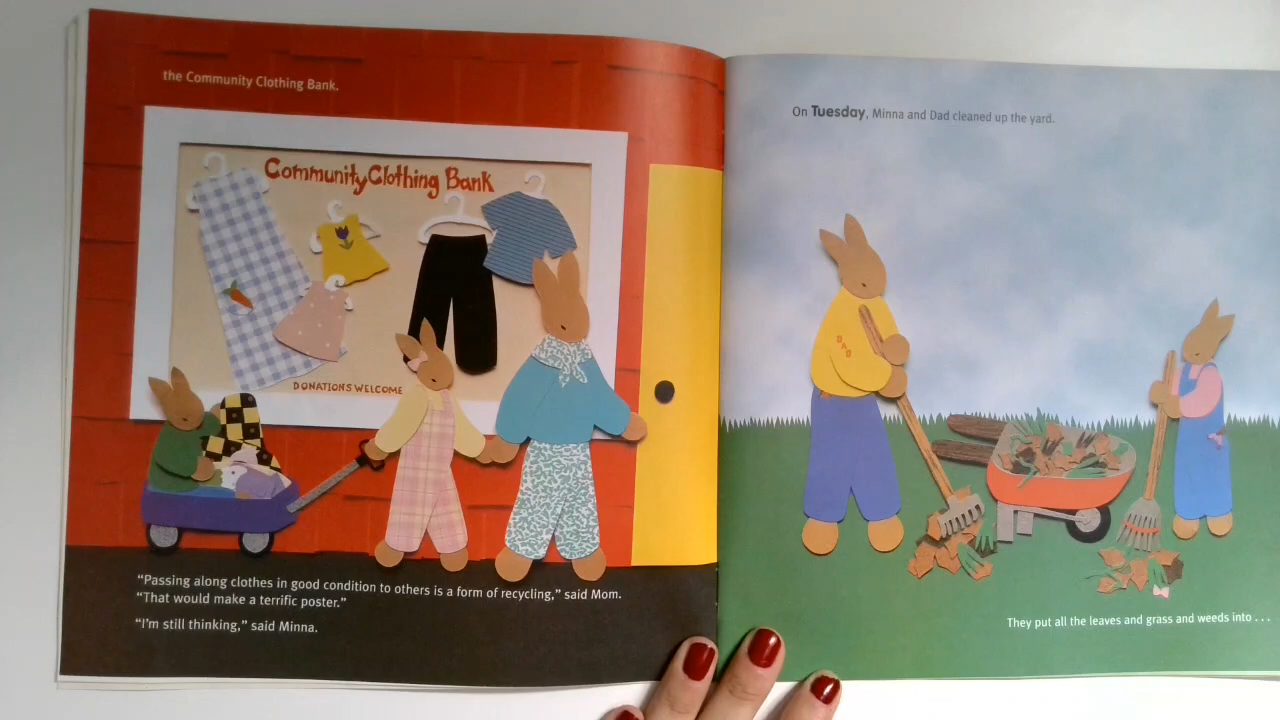 the Community Clothing Bank.
Community Clothing Bank
DONATIONS WELCOME
“Passing along clothes in good condition to others is a form of recycling,” said Mom.
“That would make a terrific poster.”
“I’m still thinking,” said Minna.
On Tuesday, Minna and Dad cleaned up the yard.
DAD
They put all the leaves and grass and weeds into . . .